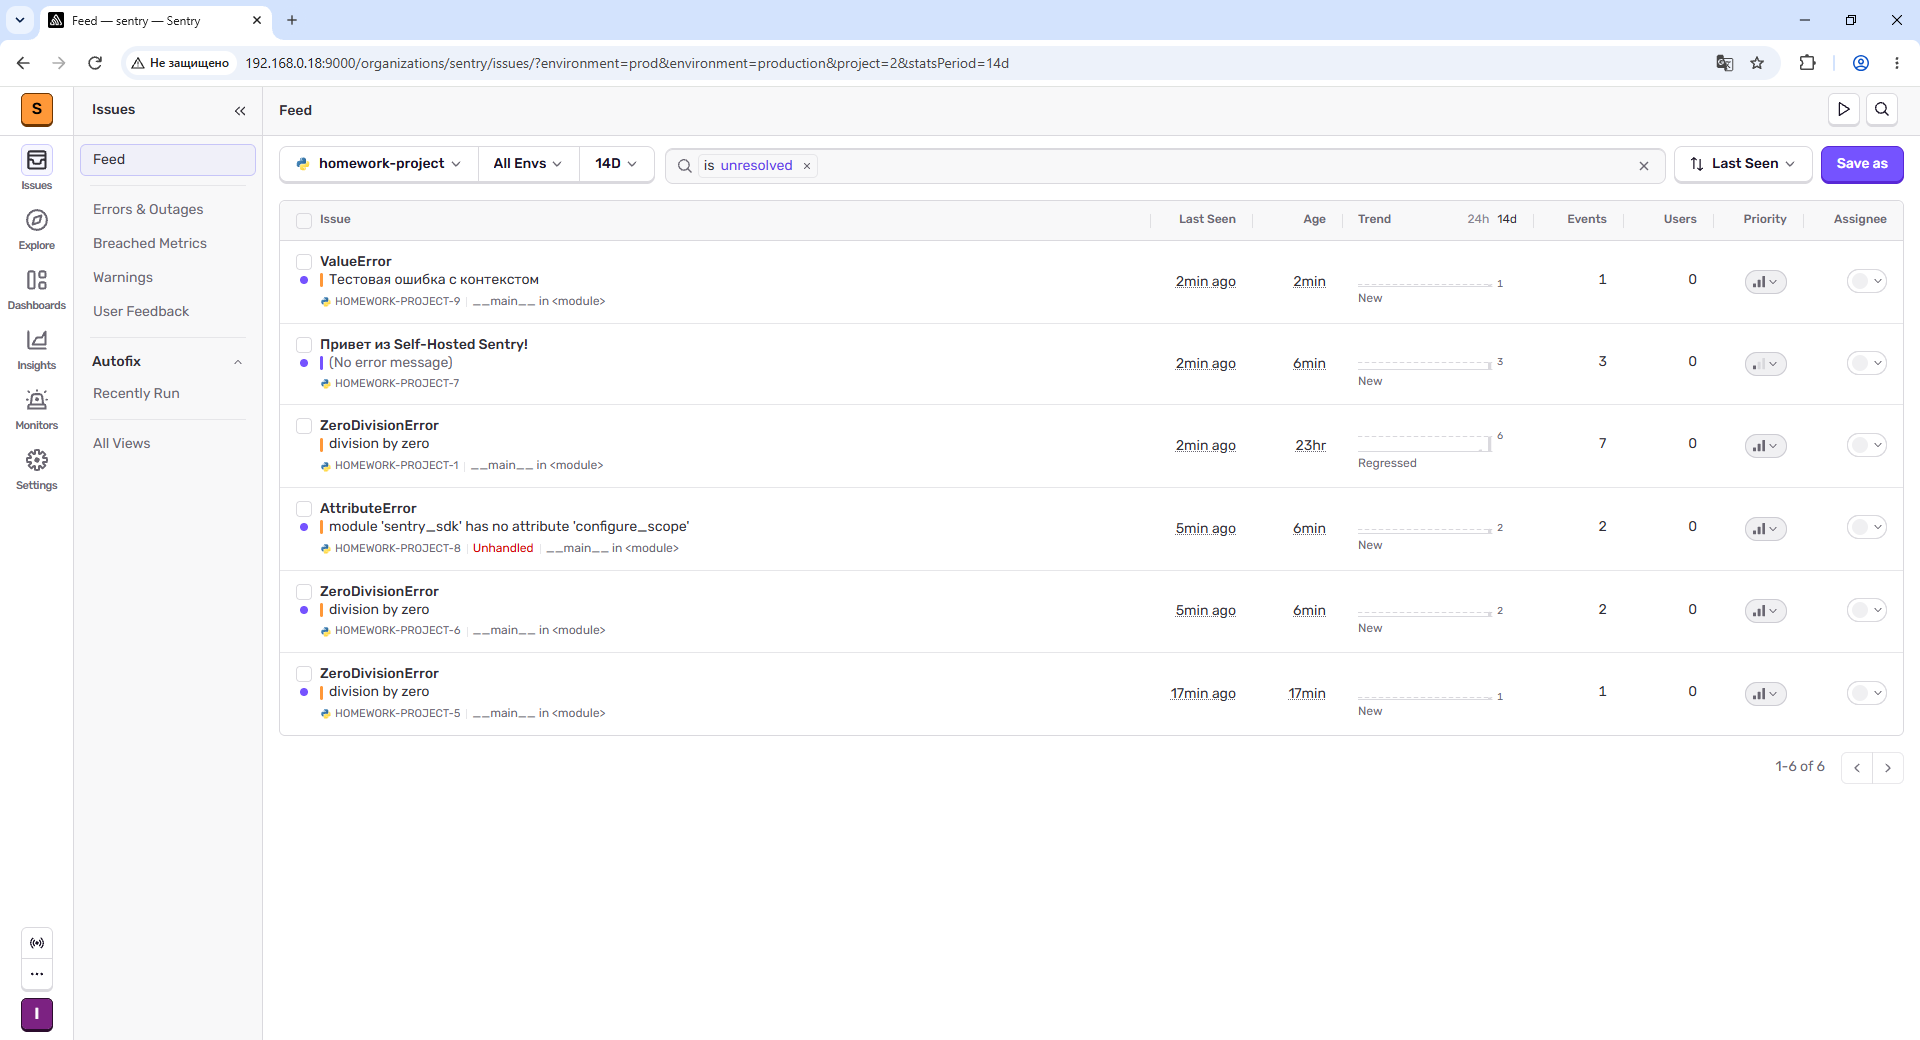 Feed — sentry — Sentry
Не защищено
192.168.0.18:9000/organizations/sentry/issues/?environment=prod&environment=production&project=2&statsPeriod=14d
S
Issues
Explore
Dashboards
Insights
Monitors
Settings
I
Issues
Feed
Errors & Outages
Breached Metrics
Warnings
User Feedback
Autofix
Recently Run
All Views
Feed
homework-project
All Envs
14D
is unresolved
Last Seen
Save as
Issue Last Seen Age Trend 24h 14d Events Users Priority Assignee
ValueError
Тестовая ошибка с контекстом
HOMEWORK-PROJECT-9 __main__ in <module>
2min ago 2min 1 New 1 0
Привет из Self-Hosted Sentry!
(No error message)
HOMEWORK-PROJECT-7
2min ago 6min 3 New 3 0
ZeroDivisionError
division by zero
HOMEWORK-PROJECT-1 __main__ in <module>
2min ago 23hr 6 Regressed 7 0
AttributeError
module 'sentry_sdk' has no attribute 'configure_scope'
HOMEWORK-PROJECT-8 Unhandled __main__ in <module>
5min ago 6min 2 New 2 0
ZeroDivisionError
division by zero
HOMEWORK-PROJECT-6 __main__ in <module>
5min ago 6min 2 New 2 0
ZeroDivisionError
division by zero
HOMEWORK-PROJECT-5 __main__ in <module>
17min ago 17min 1 New 1 0
1-6 of 6